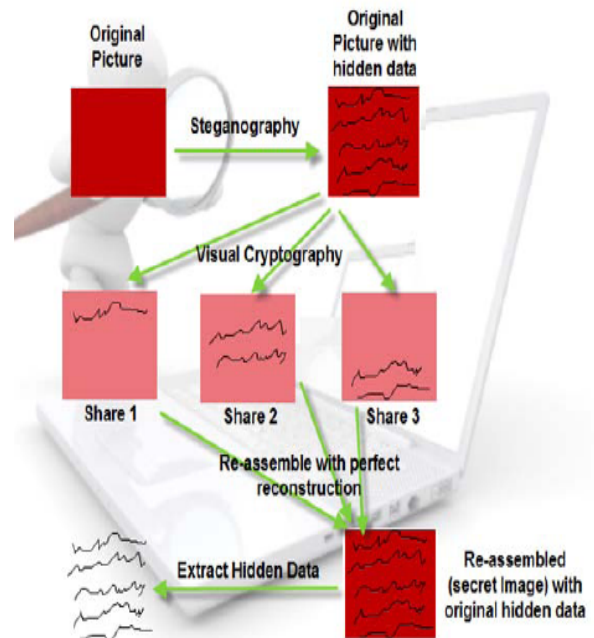 Original
Picture
Original
Picture with
hidden data
Steganography
Visual Cryptography
Share 1
Share 2
Share 3
Re-assemble with perfect
reconstruction
Extract Hidden Data
Re-assembled
(secret Image) with
original hidden data